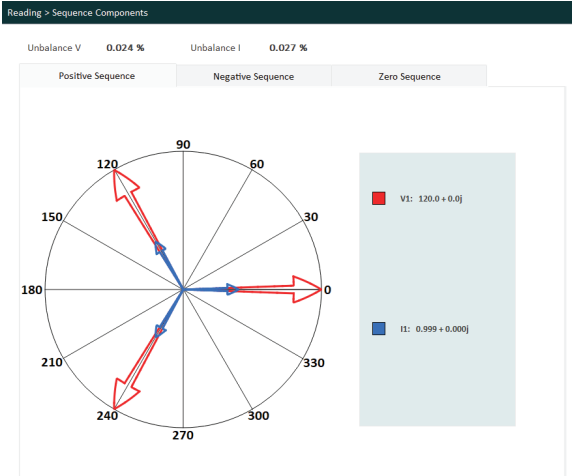 Reading > Sequence Components
Unbalance V 0.024 % Unbalance I 0.027 %
Positive Sequence Negative Sequence Zero Sequence
90
120 60
150 30
V1: 120.0 + 0.0j
180 0
I1: 0.999 + 0.000j
210 330
240 300
270